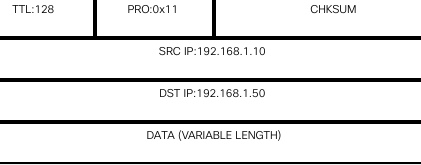 TTL:128 PRO:0x11 CHKSUM
SRC IP:192.168.1.10
DST IP:192.168.1.50
DATA (VARIABLE LENGTH)